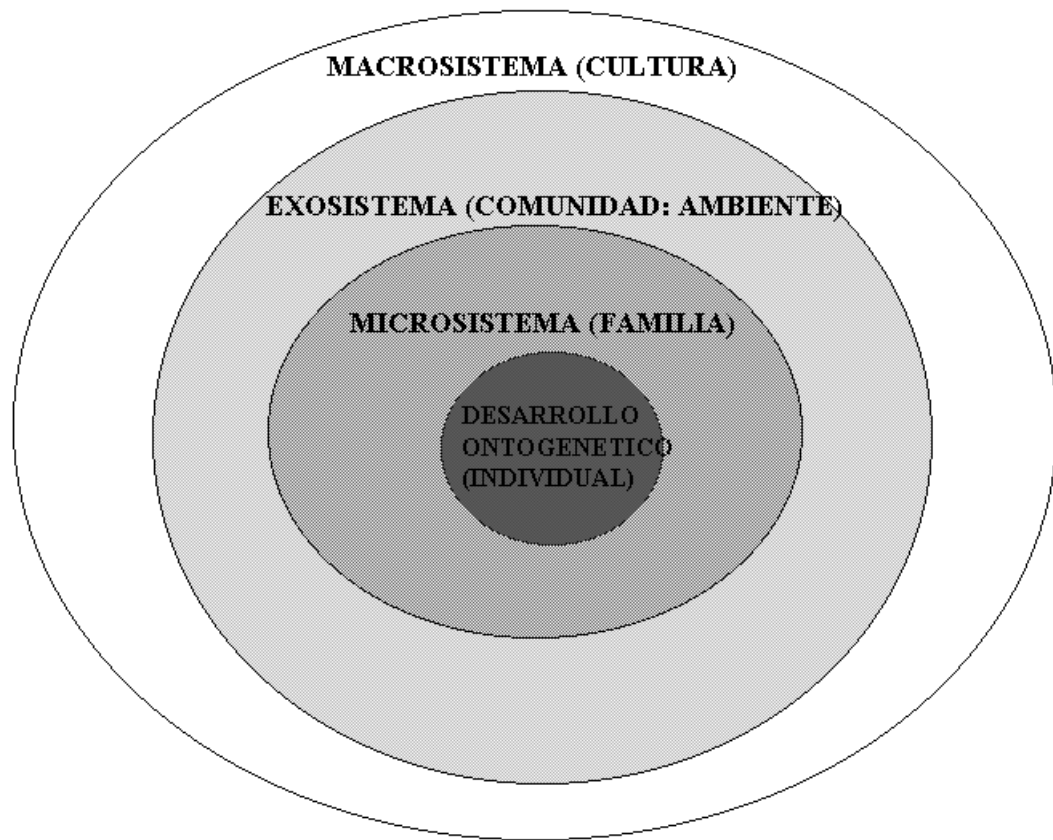 MACROSISTEMA (CULTURA)
EXOSISTEMA (COMUNIDAD: AMBIENTE)
MICROSISTEMA (FAMILIA)
DESARROLLO
ONTOGENETICO
(INDIVIDUAL)